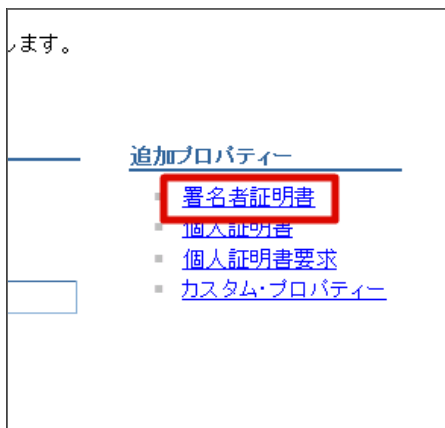 します。
追加プロパティー
署名者証明書
個人証明書
個人証明書要求
カスタム・プロパティー